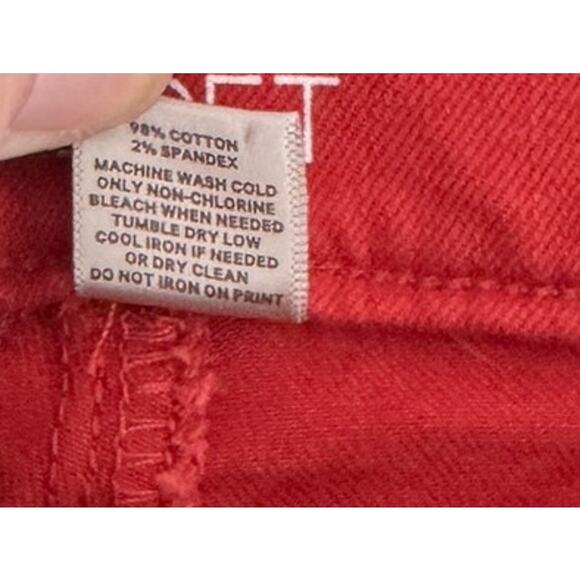 OFT
98% COTTON
2% SPANDEX
MACHINE WASH COLD
ONLY NON-CHLORINE
BLEACH WHEN NEEDED
TUMBLE DRY LOW
COOL IRON IF NEEDED
OR DRY CLEAN
DO NOT IRON ON PRINT